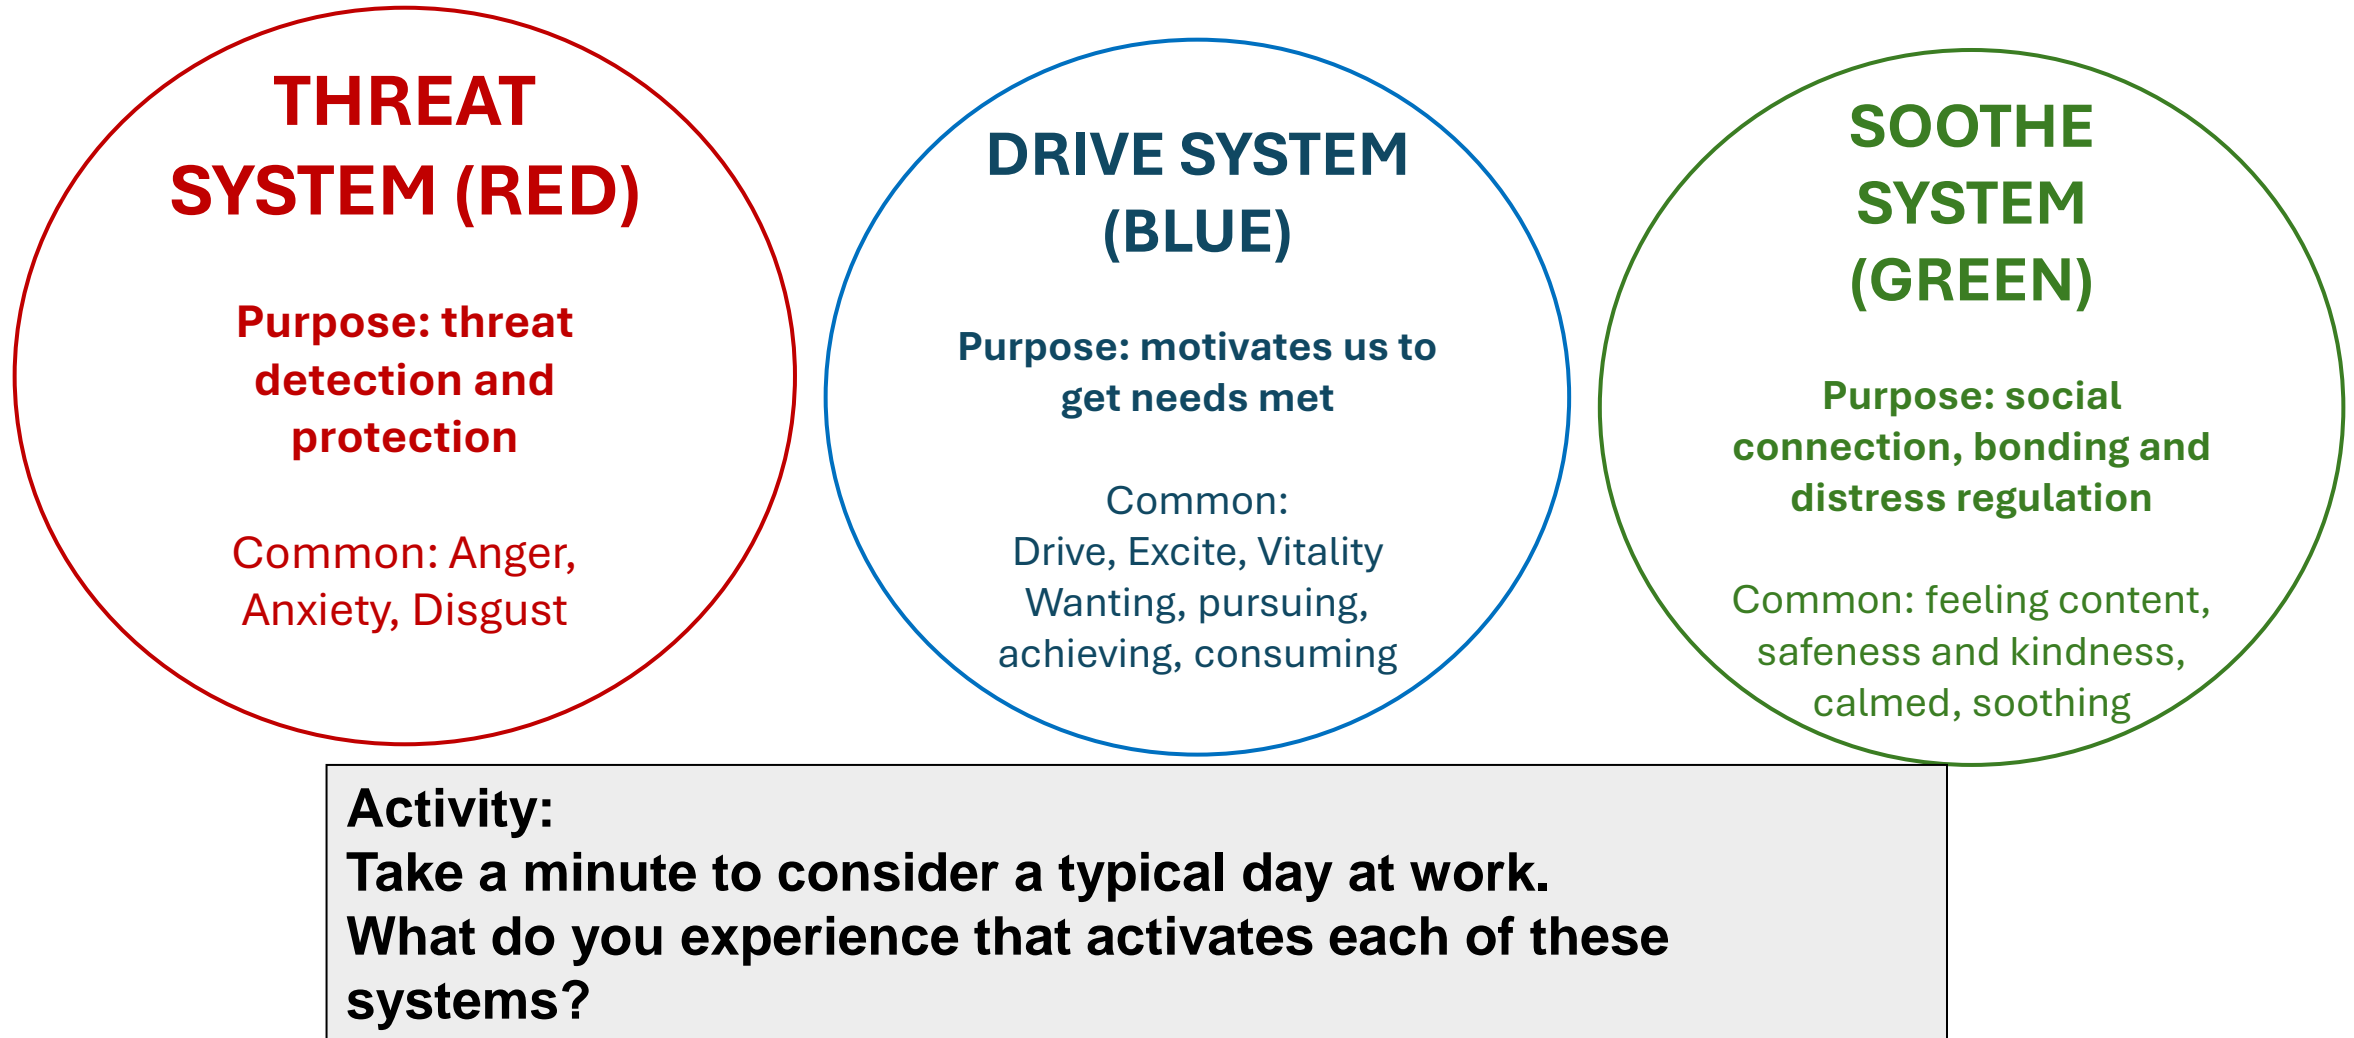 THREAT
SYSTEM (RED)
Purpose: threat
detection and
protection
Common: Anger,
Anxiety, Disgust
DRIVE SYSTEM
(BLUE)
Purpose: motivates us to
get needs met
Common:
Drive, Excite, Vitality
Wanting, pursuing,
achieving, consuming
SOOTHE
SYSTEM
(GREEN)
Purpose: social
connection, bonding and
distress regulation
Common: feeling content,
safeness and kindness,
calmed, soothing
Activity:
Take a minute to consider a typical day at work.
What do you experience that activates each of these
systems?